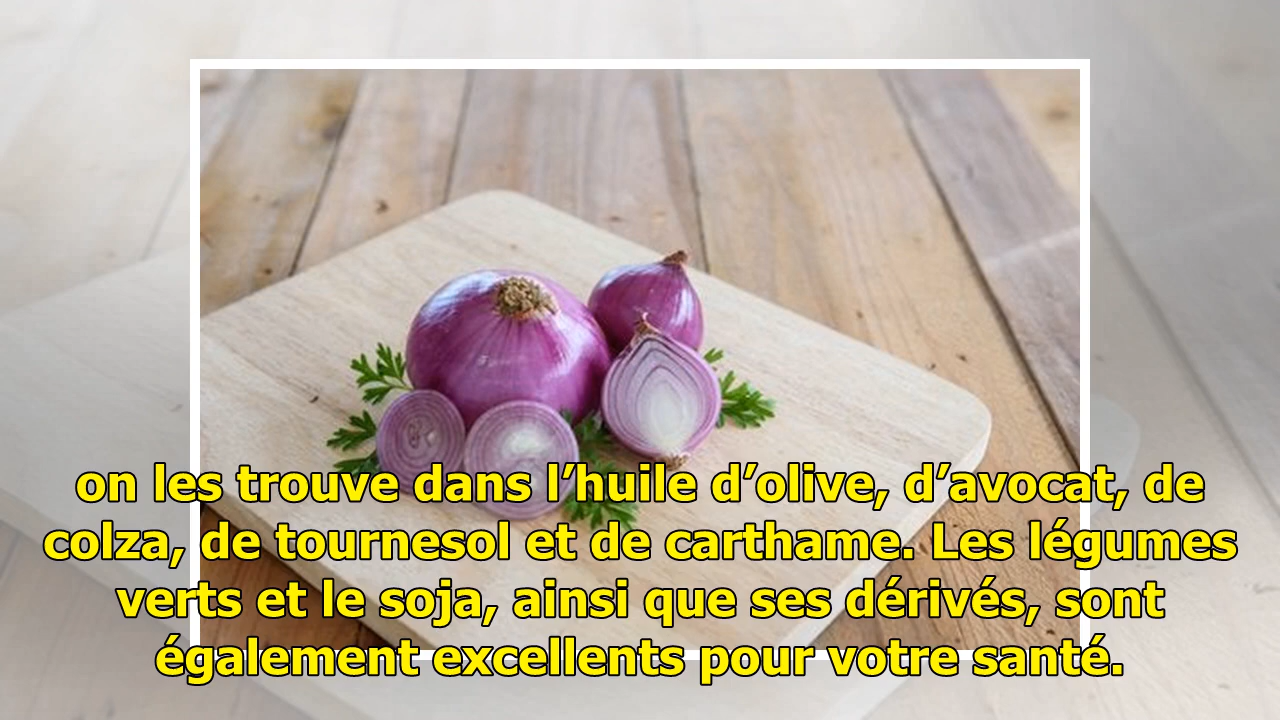 on les trouve dans l’huile d’olive, d’avocat, de
colza, de tournesol et de carthame. Les légumes
verts et le soja, ainsi que ses dérivés, sont
également excellents pour votre santé.